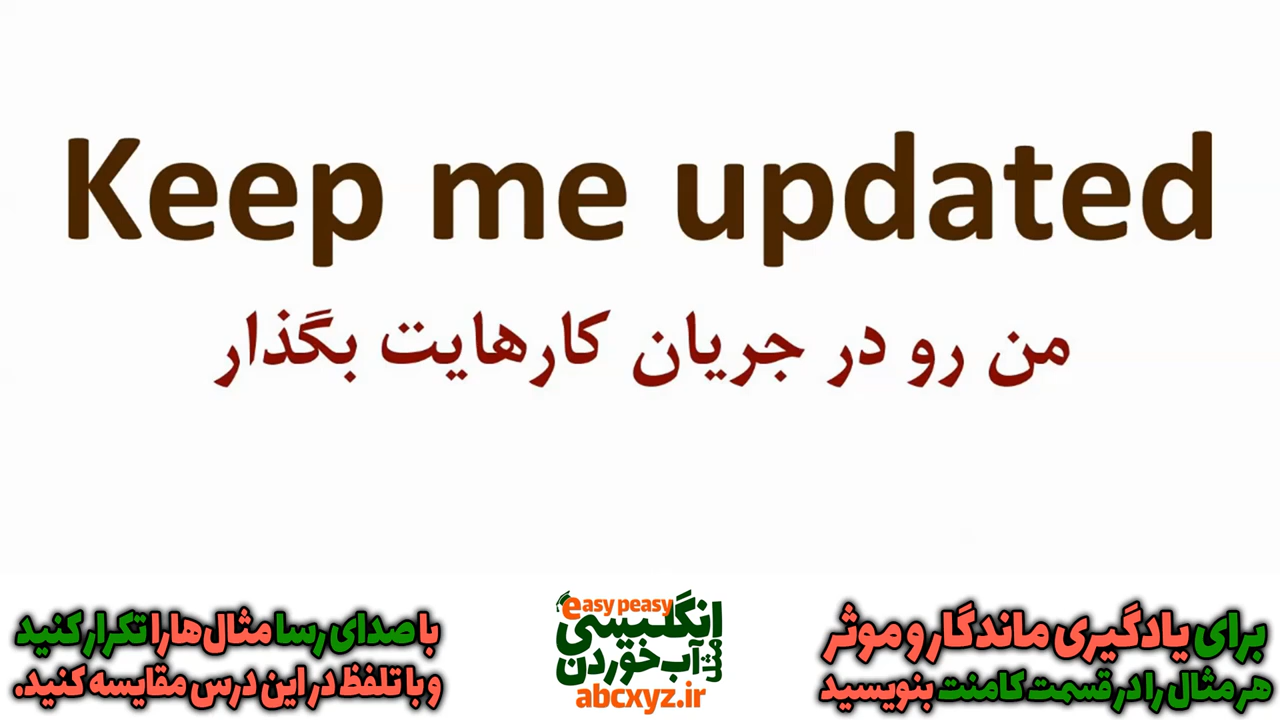 Keep me updated
من رو در جریان کارهایت بگذار
برای یادگیری ماندگار و موثر
هر مثال را در قسمت کامنت بنویسید
easy peasy
انگلیسی
مثل آب خوردن
abcxyz.ir
با صدای رسا مثال‌ها را تکرار کنید
و با تلفظ در این درس مقایسه کنید.